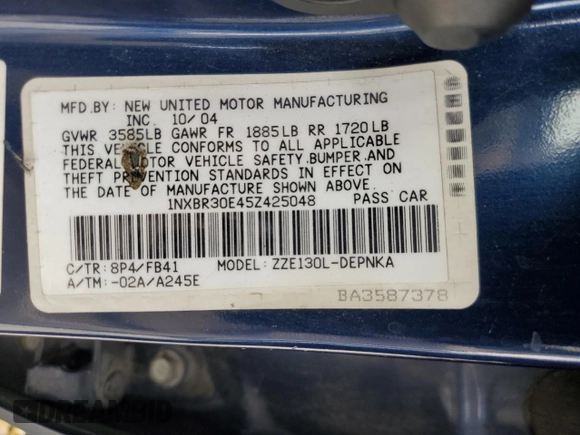 MFD.BY: NEW UNITED MOTOR MANUFACTURING
INC. 10/04
GVWR 3585LB GAWR FR 1885LB RR 1720LB
THIS VEHICLE CONFORMS TO ALL APPLICABLE
FEDERAL MOTOR VEHICLE SAFETY,BUMPER,AND
THEFT PREVENTION STANDARDS IN EFFECT ON
THE DATE OF MANUFACTURE SHOWN ABOVE.
1NXBR30E45Z425048 PASS CAR
C/TR: 8P4/FB41 MODEL: ZZE130L-DEPNKA
A/TM: -02A/A245E
BA3587378
DREAMBID